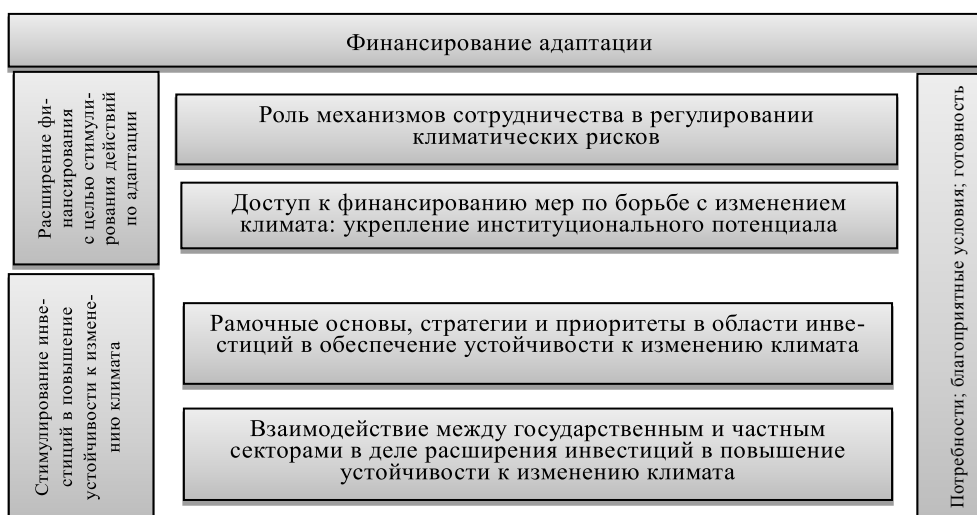 Финансирование адаптации
Расширение фи-
нансирования
с целью стимули-
рования действий
по адаптации
Роль механизмов сотрудничества в регулировании
климатических рисков
Доступ к финансированию мер по борьбе с изменением
климата: укрепление институционального потенциала
Стимулирование инве-
стиций в повышение
устойчивости к измене-
нию климата
Рамочные основы, стратегии и приоритеты в области инве-
стиций в обеспечение устойчивости к изменению климата
Взаимодействие между государственным и частным
секторами в деле расширения инвестиций в повышение
устойчивости к изменению климата
Потребности; благоприятные условия; готовность